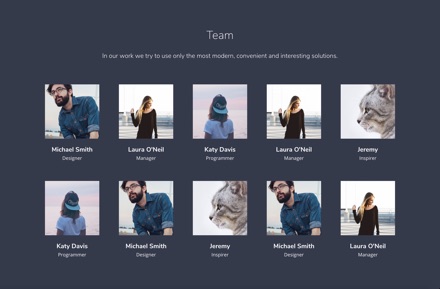 Team
In our work we try to use only the most modern, convenient and interesting solutions.
Michael Smith Laura O'Neil Katy Davis Laura O'Neil Jeremy
Designer Manager Programmer Manager Inspirer
Katy Davis Michael Smith Jeremy Michael Smith Laura O'Neil
Programmer Designer Inspirer Designer Manager